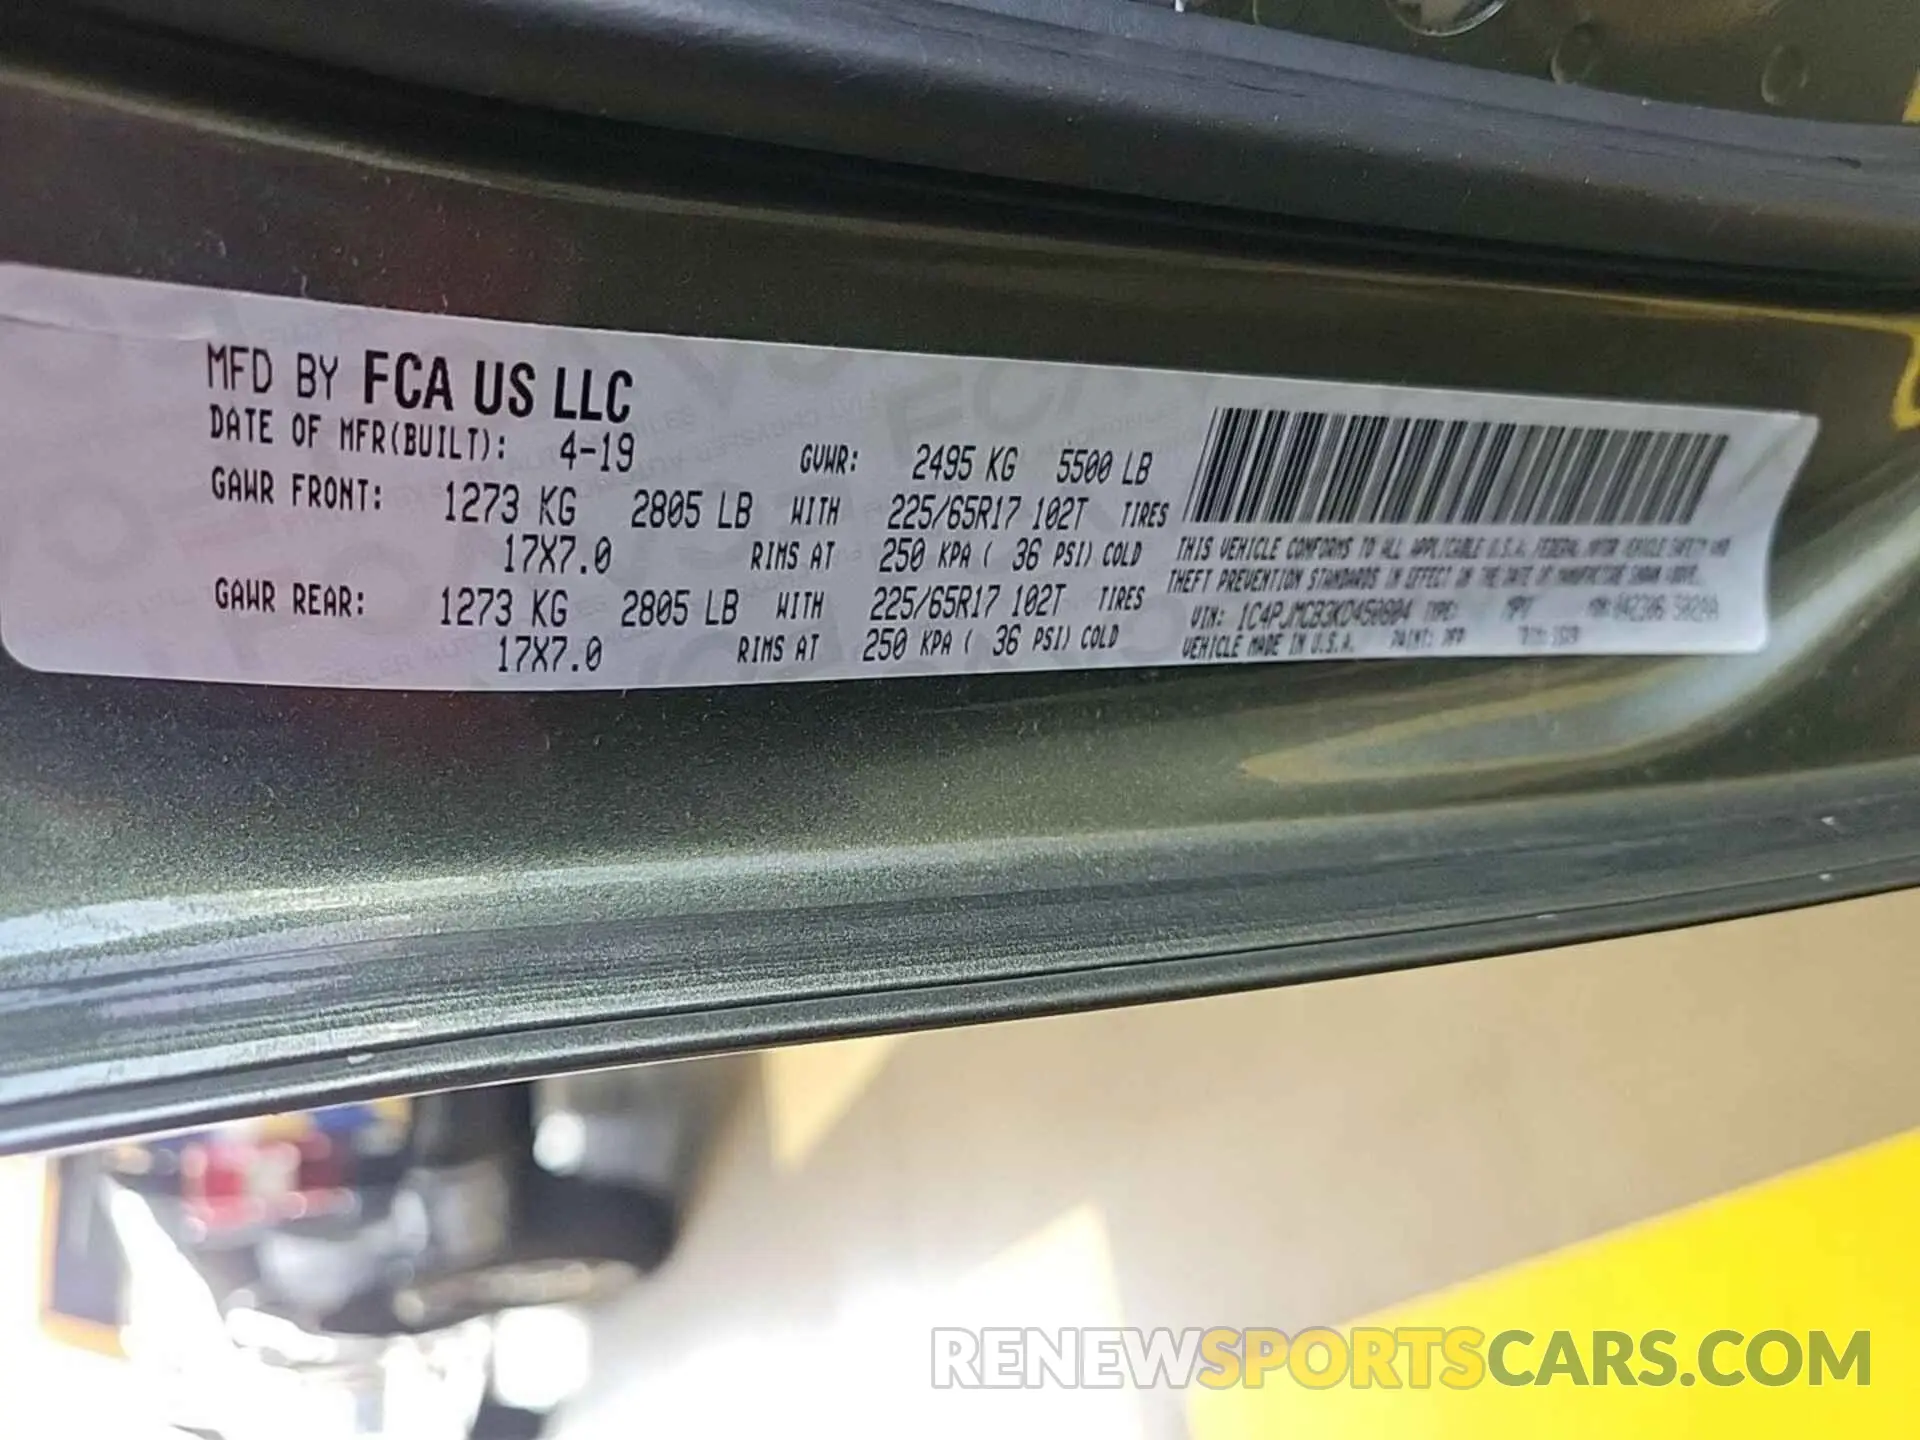 MFD BY FCA US LLC
DATE OF MFR(BUILT): 4-19 GVWR: 2495 KG 5500 LB
GAWR FRONT: 1273 KG 2805 LB WITH 225/65R17 102T TIRES
17X7.0 RIMS AT 250 KPA ( 36 PSI) COLD
GAWR REAR: 1273 KG 2805 LB WITH 225/65R17 102T TIRES
17X7.0 RIMS AT 250 KPA ( 36 PSI) COLD
THIS VEHICLE CONFORMS TO ALL APPLICABLE U.S.A. FEDERAL MOTOR VEHICLE SAFETY AND
THEFT PREVENTION STANDARDS IN EFFECT ON THE DATE OF MANUFACTURE SHOWN ABOVE.
VIN: 1C4PJMCB3KD450604 TYPE: MPV
VEHICLE MADE IN U.S.A. PAINT:
RENEWSPORTSCARS.COM